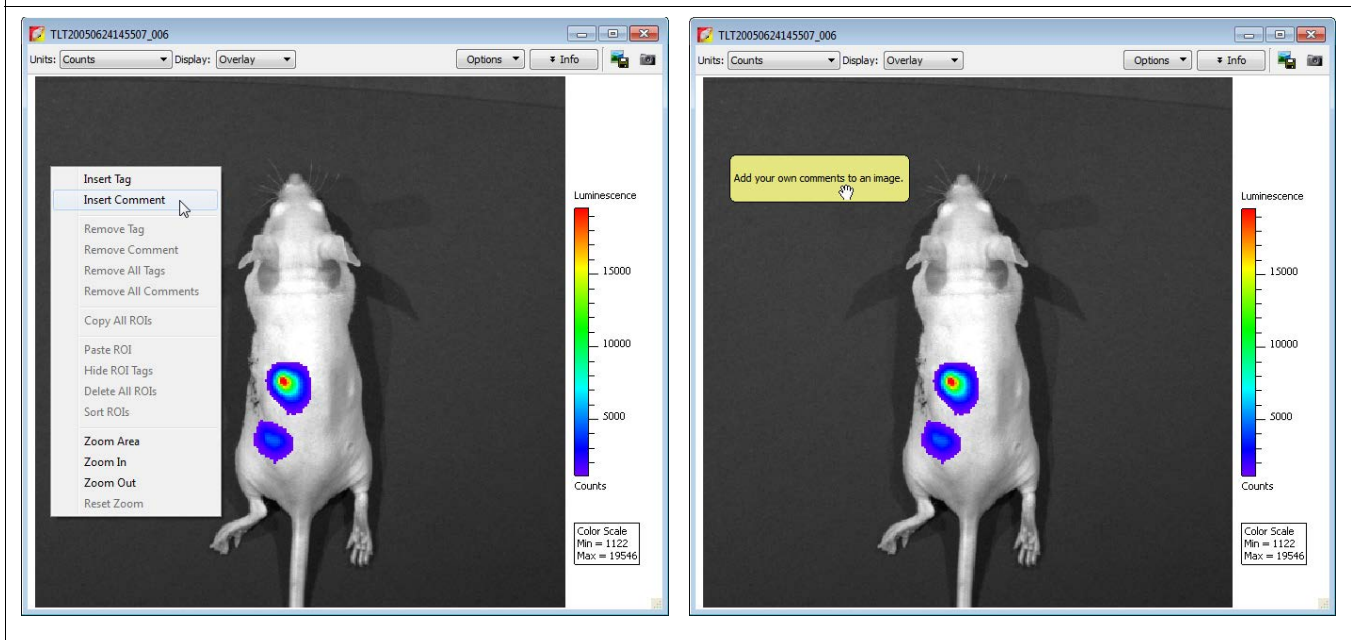 TLT20050624145507_006
Units: Counts Display: Overlay Options Info
Insert Tag
Insert Comment
Remove Tag
Remove Comment
Remove All Tags
Remove All Comments
Copy All ROIs
Paste ROI
Hide ROI Tags
Delete All ROIs
Sort ROIs
Zoom Area
Zoom In
Zoom Out
Reset Zoom
Luminescence
15000
10000
5000
Counts
Color Scale
Min = 1122
Max = 19546
TLT20050624145507_006
Units: Counts Display: Overlay Options Info
Add your own comments to an image.
Luminescence
15000
10000
5000
Counts
Color Scale
Min = 1122
Max = 19546